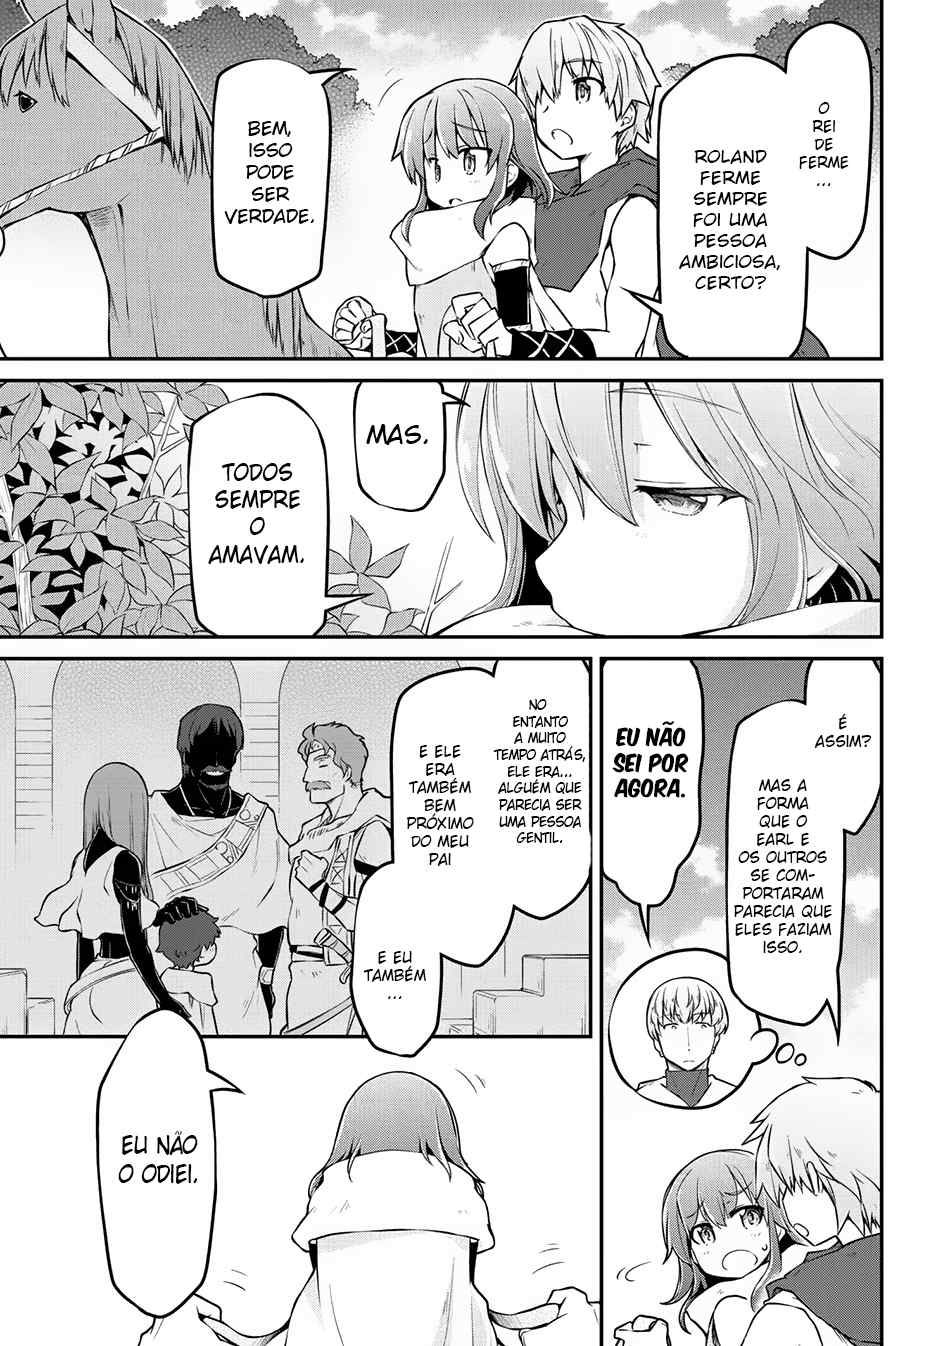 O
REI
DE
FERME
...
ROLAND
FERME
SEMPRE
FOI UMA
PESSOA
AMBICIOSA,
CERTO?
BEM,
ISSO
PODE
SER
VERDADE.
MAS.
TODOS
SEMPRE
O
AMAVAM.
É
ASSIM?
MAS A
FORMA
QUE O
EARL E
OS OUTROS
SE COM-
PORTARAM
PARECIA QUE
ELES FAZIAM
ISSO.
EU NÃO
SEI POR
AGORA.
NO
ENTANTO
A MUITO
TEMPO ATRÁS,
ELE ERA...
ALGUÉM QUE
PARECIA SER
UMA PESSOA
GENTIL.
E ELE
ERA
TAMBÉM
BEM
PRÓXIMO
DO MEU
PAI
E EU
TAMBÉM
...
EU NÃO
O ODIEI.